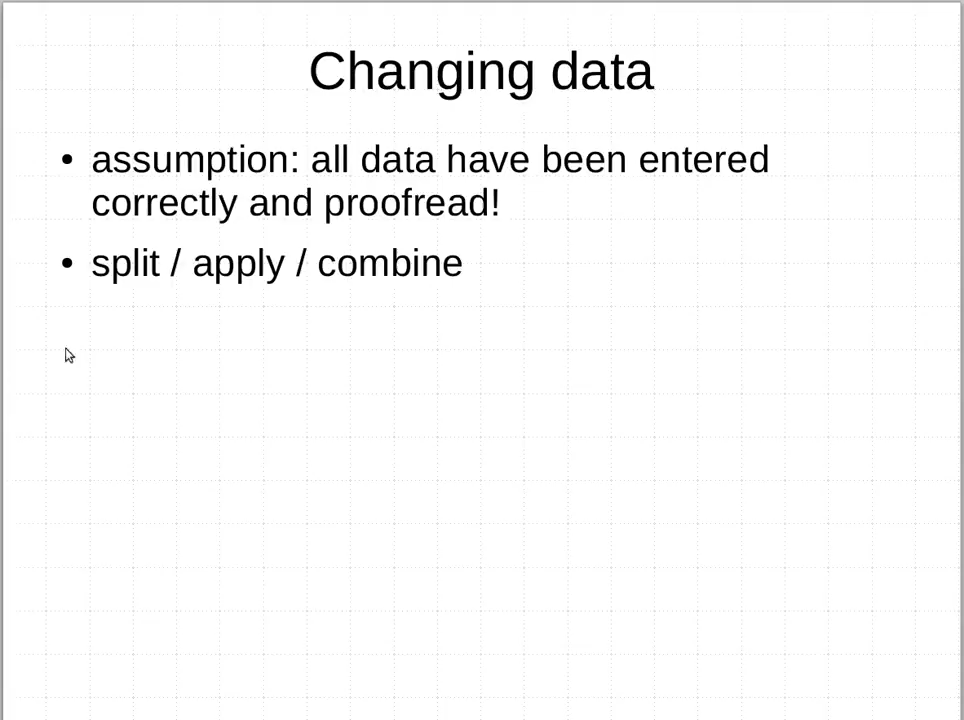 Changing data
• assumption: all data have been entered
correctly and proofread!
• split / apply / combine